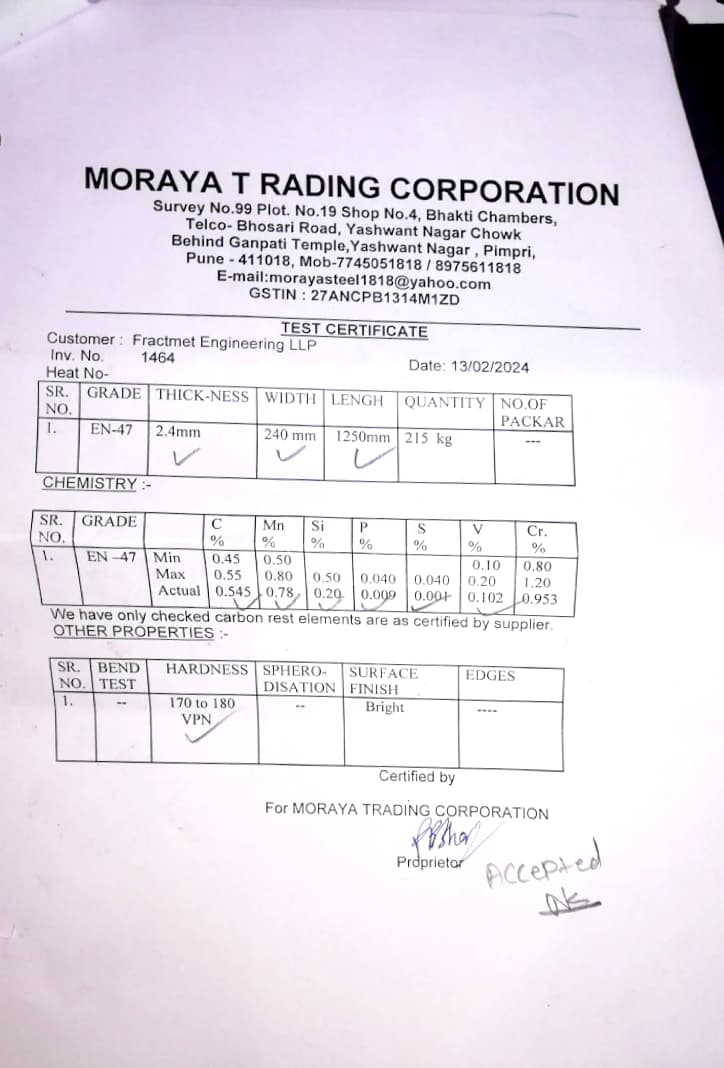 MORAYA T RADING CORPORATION
Survey No.99 Plot. No.19 Shop No.4, Bhakti Chambers,
Telco- Bhosari Road, Yashwant Nagar Chowk
Behind Ganpati Temple,Yashwant Nagar , Pimpri,
Pune - 411018, Mob-7745051818 / 8975611818
E-mail:morayasteel1818@yahoo.com
GSTIN : 27ANCPB1314M1ZD
TEST CERTIFICATE
Customer : Fractmet Engineering LLP
Inv. No. 1464 Date: 13/02/2024
Heat No-
SR. GRADE THICK-NESS WIDTH LENGH QUANTITY NO.OF
NO. PACKAR
1. EN-47 2.4mm 240 mm 1250mm 215 kg ---
CHEMISTRY :-
SR. GRADE C Mn Si P S V Cr.
NO. % % % % % % %
1. EN –47 Min 0.45 0.50 0.10 0.80
Max 0.55 0.80 0.50 0.040 0.040 0.20 1.20
Actual 0.545 0.78 0.20 0.009 0.001 0.102 0.953
We have only checked carbon rest elements are as certified by supplier.
OTHER PROPERTIES :-
SR. BEND HARDNESS SPHERO- SURFACE EDGES
NO. TEST DISATION FINISH
1. -- 170 to 180 -- Bright ----
VPN
Certified by
For MORAYA TRADING CORPORATION
Proprietor
Accepted